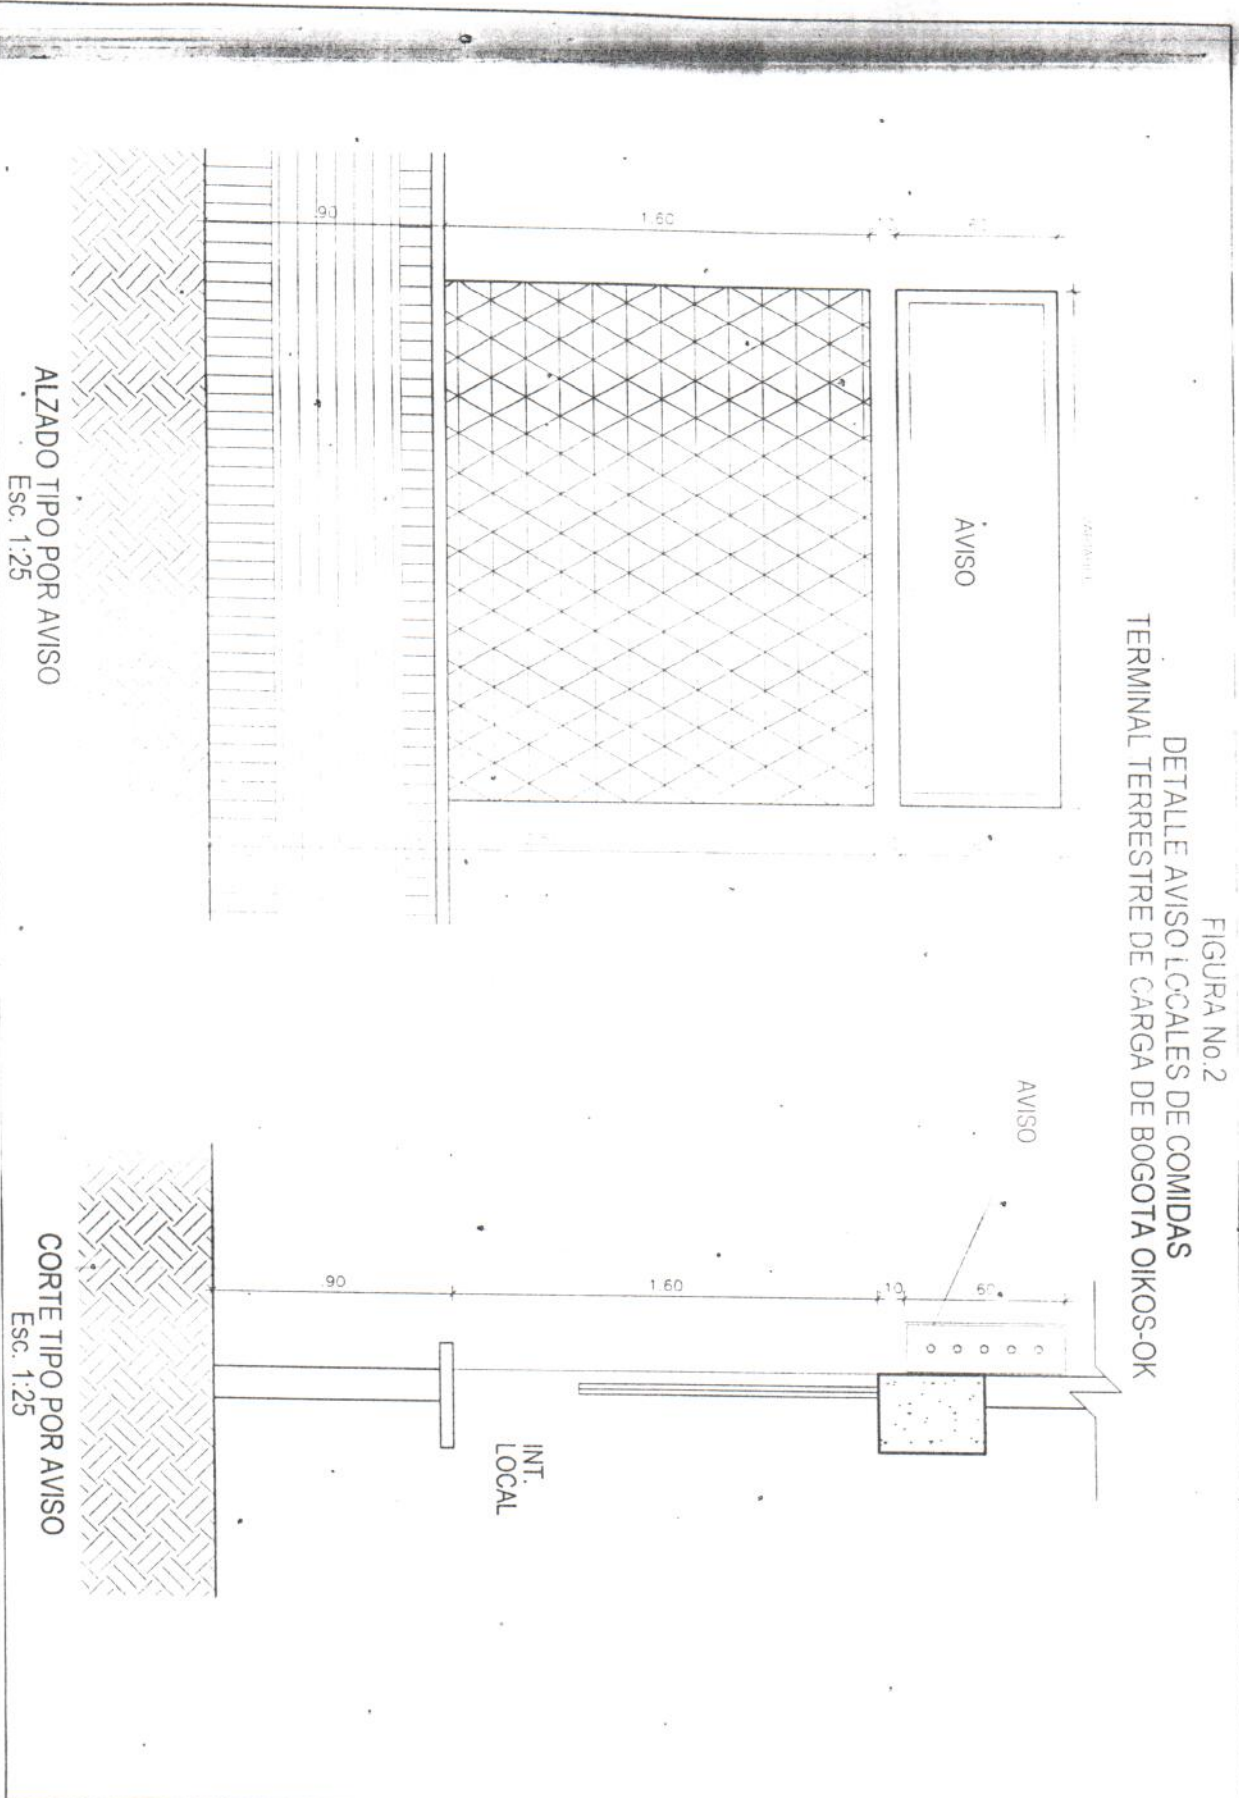 FIGURA No.2
DETALLE AVISO LOCALES DE COMIDAS
TERMINAL TERRESTRE DE CARGA DE BOGOTA OIKOS-OK
AVISO
1.60
.90
ALZADO TIPO POR AVISO
Esc. 1:25
AVISO
.60
.10
1.60
.90
INT.
LOCAL
CORTE TIPO POR AVISO
Esc. 1:25